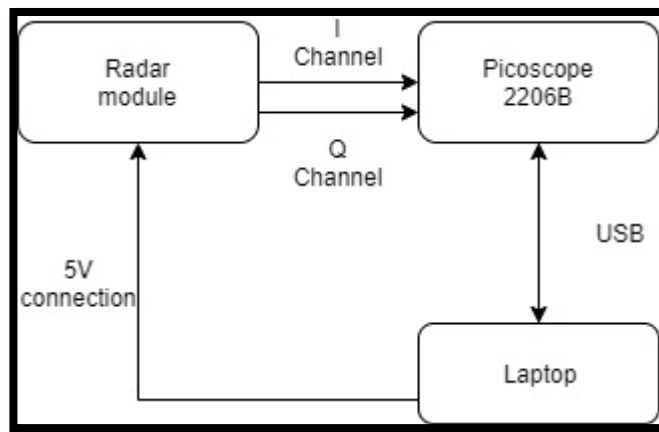 I
Channel
Radar
module
Picoscope
2206B
Q
Channel
USB
5V
connection
Laptop